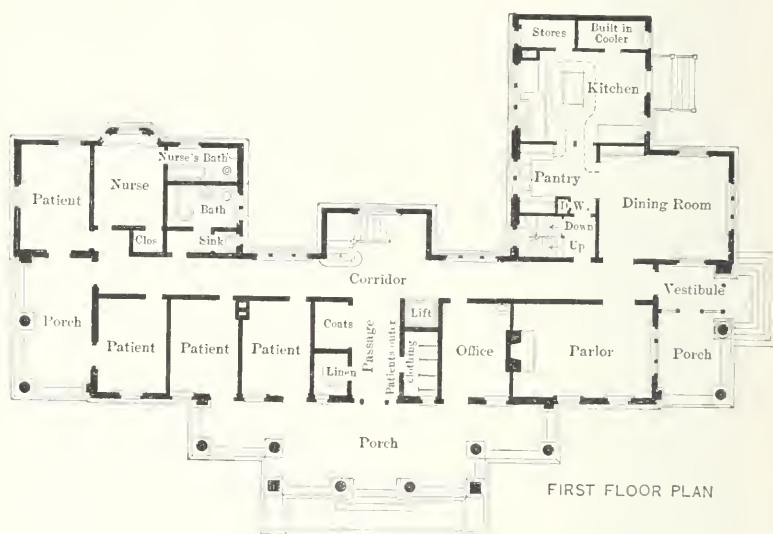 Stores
Built in
Cooler
Kitchen
Nurse's Bath
Patient
Nurse
Bath
Pantry
D.W.
Dining Room
Clos
Sink
Down
Up
Corridor
Vestibule
Porch
Coats
Lift
Passage
Patients outer
clothing
Patient
Patient
Patient
Linen
Office
Parlor
Porch
Porch
FIRST FLOOR PLAN